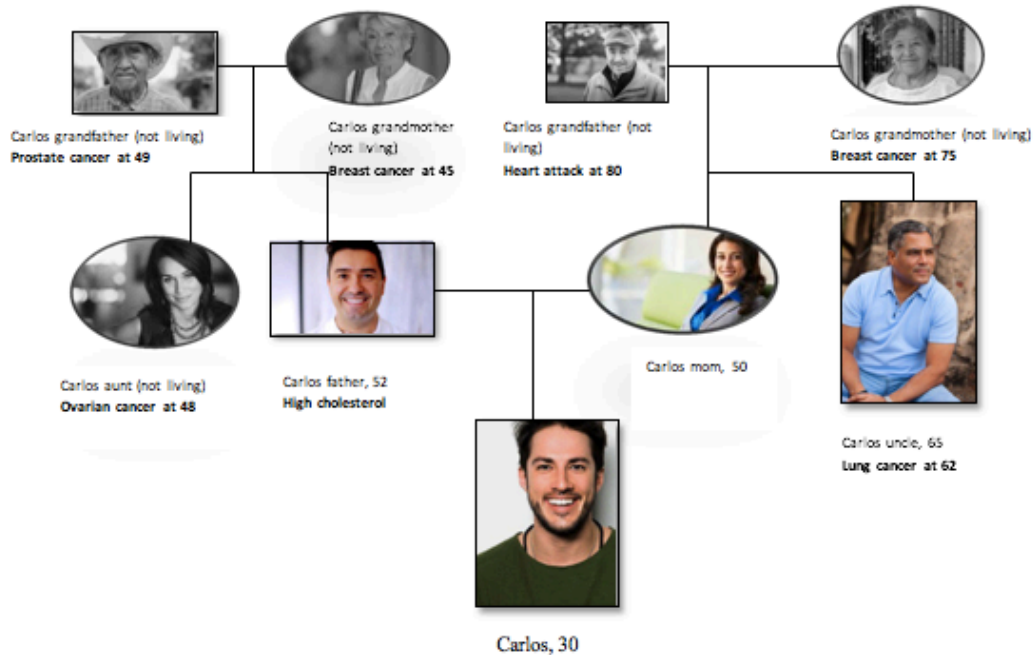 Carlos grandfather (not living)
Prostate cancer at 49
Carlos grandmother
(not living)
Breast cancer at 45
Carlos grandfather (not
living)
Heart attack at 80
Carlos grandmother (not living)
Breast cancer at 75
Carlos aunt (not living)
Ovarian cancer at 48
Carlos father, 52
High cholesterol
Carlos mom, 50
Carlos uncle, 65
Lung cancer at 62
Carlos, 30